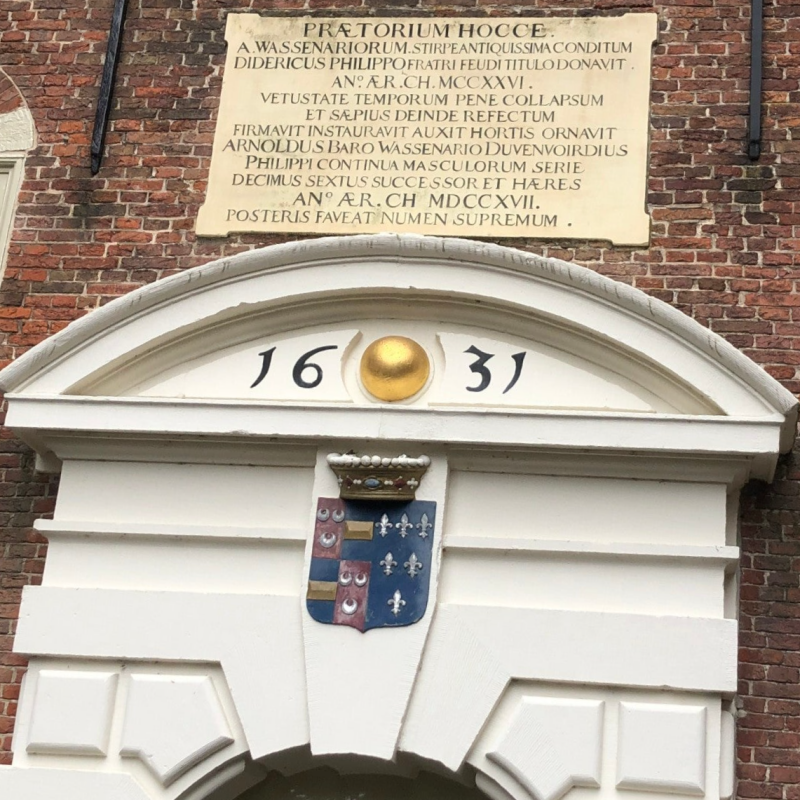 PRÆTORIUM HOCCE.
A. WASSENARIORUM. STIRPE ANTIQUISSIMA CONDITUM
DIDERICUS PHILIPPO FRATRI FEUDI TITULO DONAVIT.
ANº. ÆR. CH. MCCXXVI.
VETUSTATE TEMPORUM PENE COLLAPSUM
ET SÆPIUS DEINDE REFECTUM
FIRMAVIT INSTAURAVIT AUXIT HORTIS ORNAVIT
ARNOLDUS BARO WASSENARIO DUVENVOIRDIUS
PHILIPPI CONTINUA MASCULORUM SERIE
DECIMUS SEXTUS SUCCESSOR ET HÆRES
ANº ÆR. CH MDCCXVII.
POSTERIS FAVEAT NUMEN SUPREMUM.
16 31